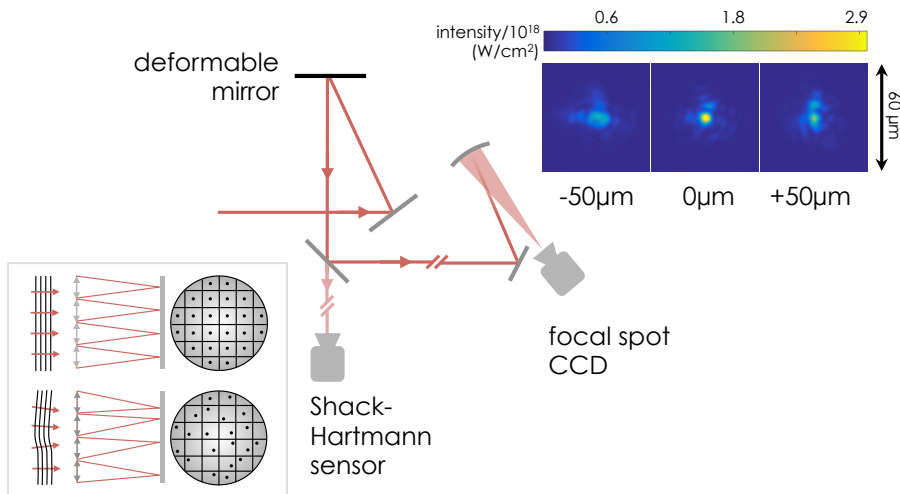 intensity/10¹⁸
(W/cm²)
0.6 1.8 2.9
deformable
mirror
60 µm
-50µm 0µm +50µm
focal spot
CCD
Shack-
Hartmann
sensor